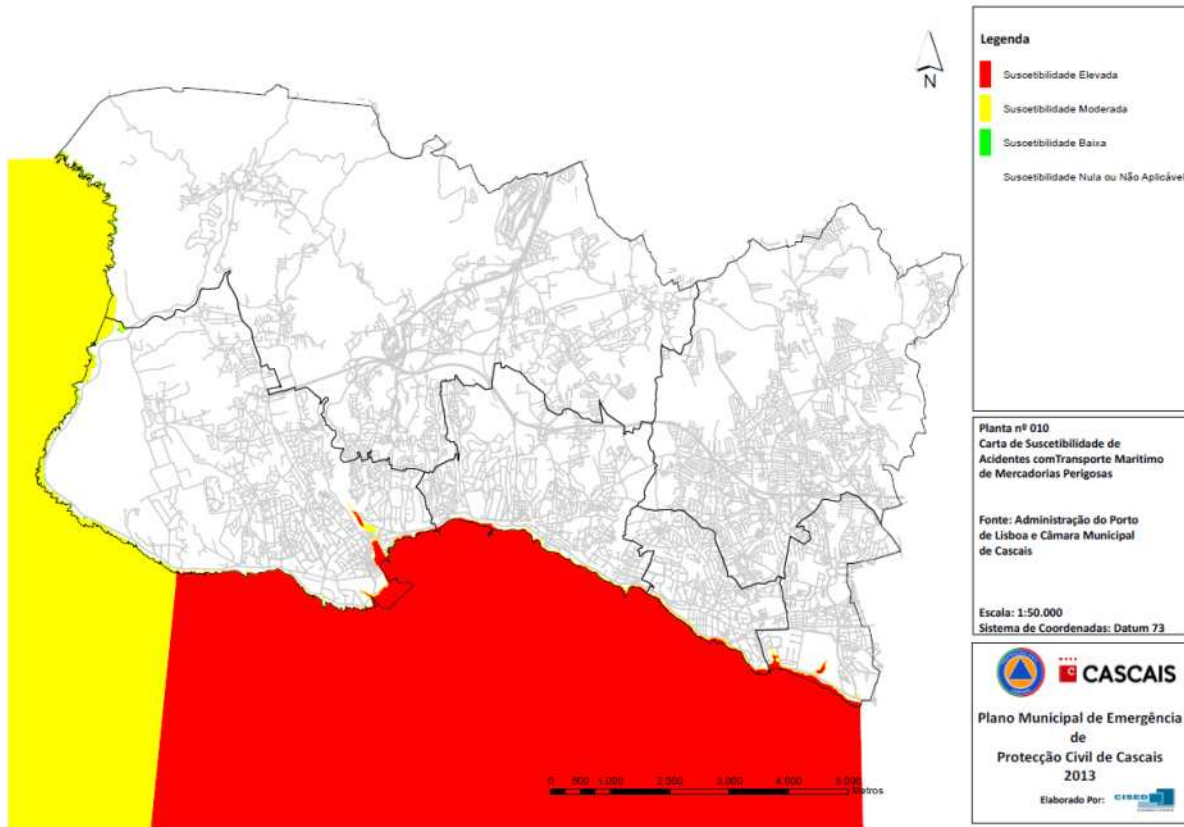 N
Legenda
Suscetibilidade Elevada
Suscetibilidade Moderada
Suscetibilidade Baixa
Suscetibilidade Nula ou Não Aplicável
Planta nº 010
Carta de Suscetibilidade de
Acidentes comTransporte Marítimo
de Mercadorias Perigosas
Fonte: Administração do Porto
de Lisboa e Câmara Municipal
de Cascais
Escala: 1:50.000
Sistema de Coordenadas: Datum 73
0 500 1.000 2.000 3.000 4.000 5.000
Metros
C CASCAIS
Plano Municipal de Emergência
de
Protecção Civil de Cascais
2013
Elaborado Por: CISED